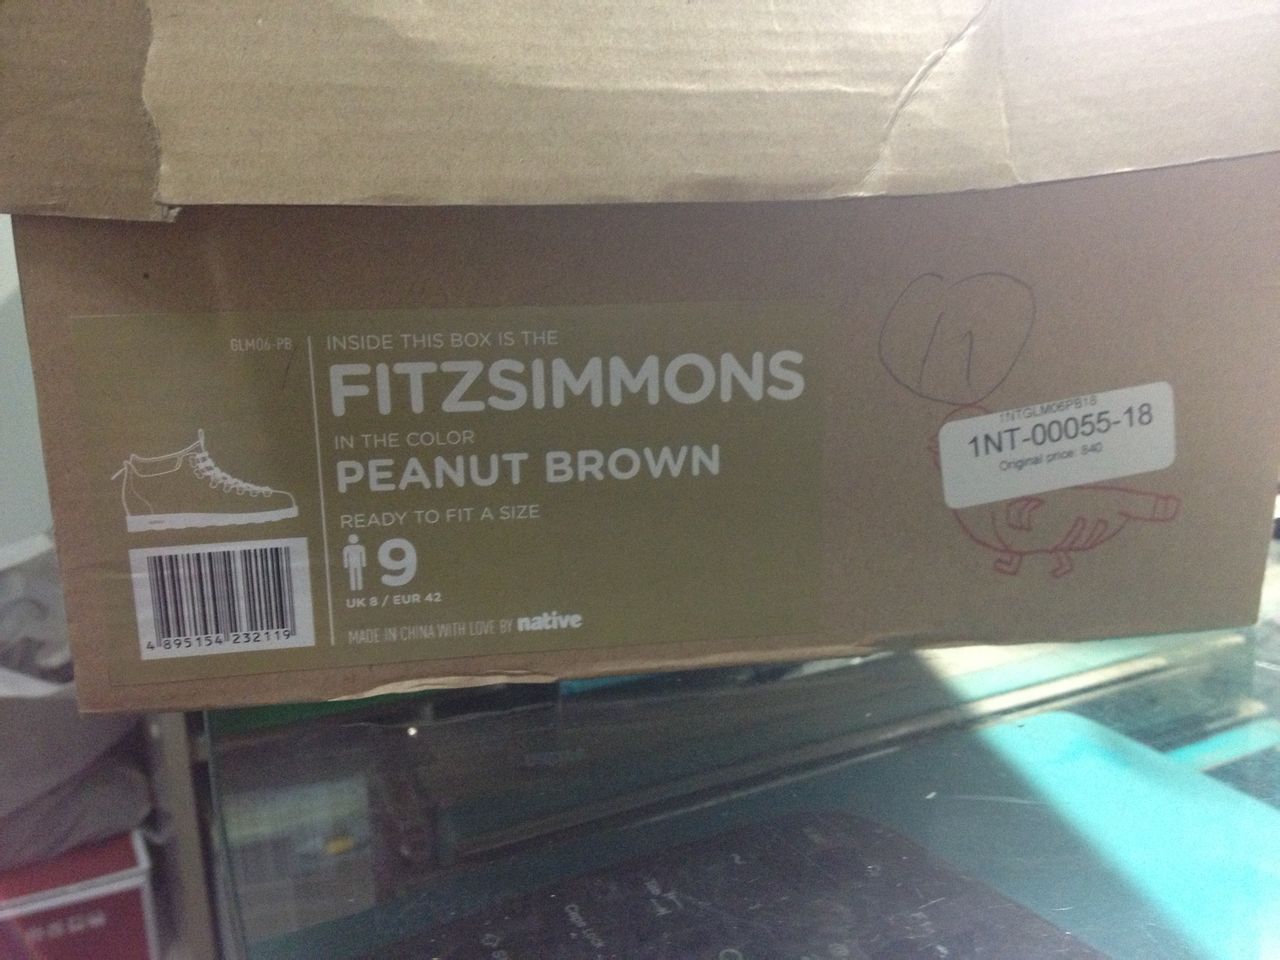 GLM06-PB
INSIDE THIS BOX IS THE
FITZSIMMONS
IN THE COLOR
PEANUT BROWN
READY TO FIT A SIZE
9
UK 8 / EUR 42
MADE IN CHINA WITH LOVE BY native
4 895154 232119
11
1NTGLM06PB18
1NT-00055-18
Original price: 840
Caps Lock